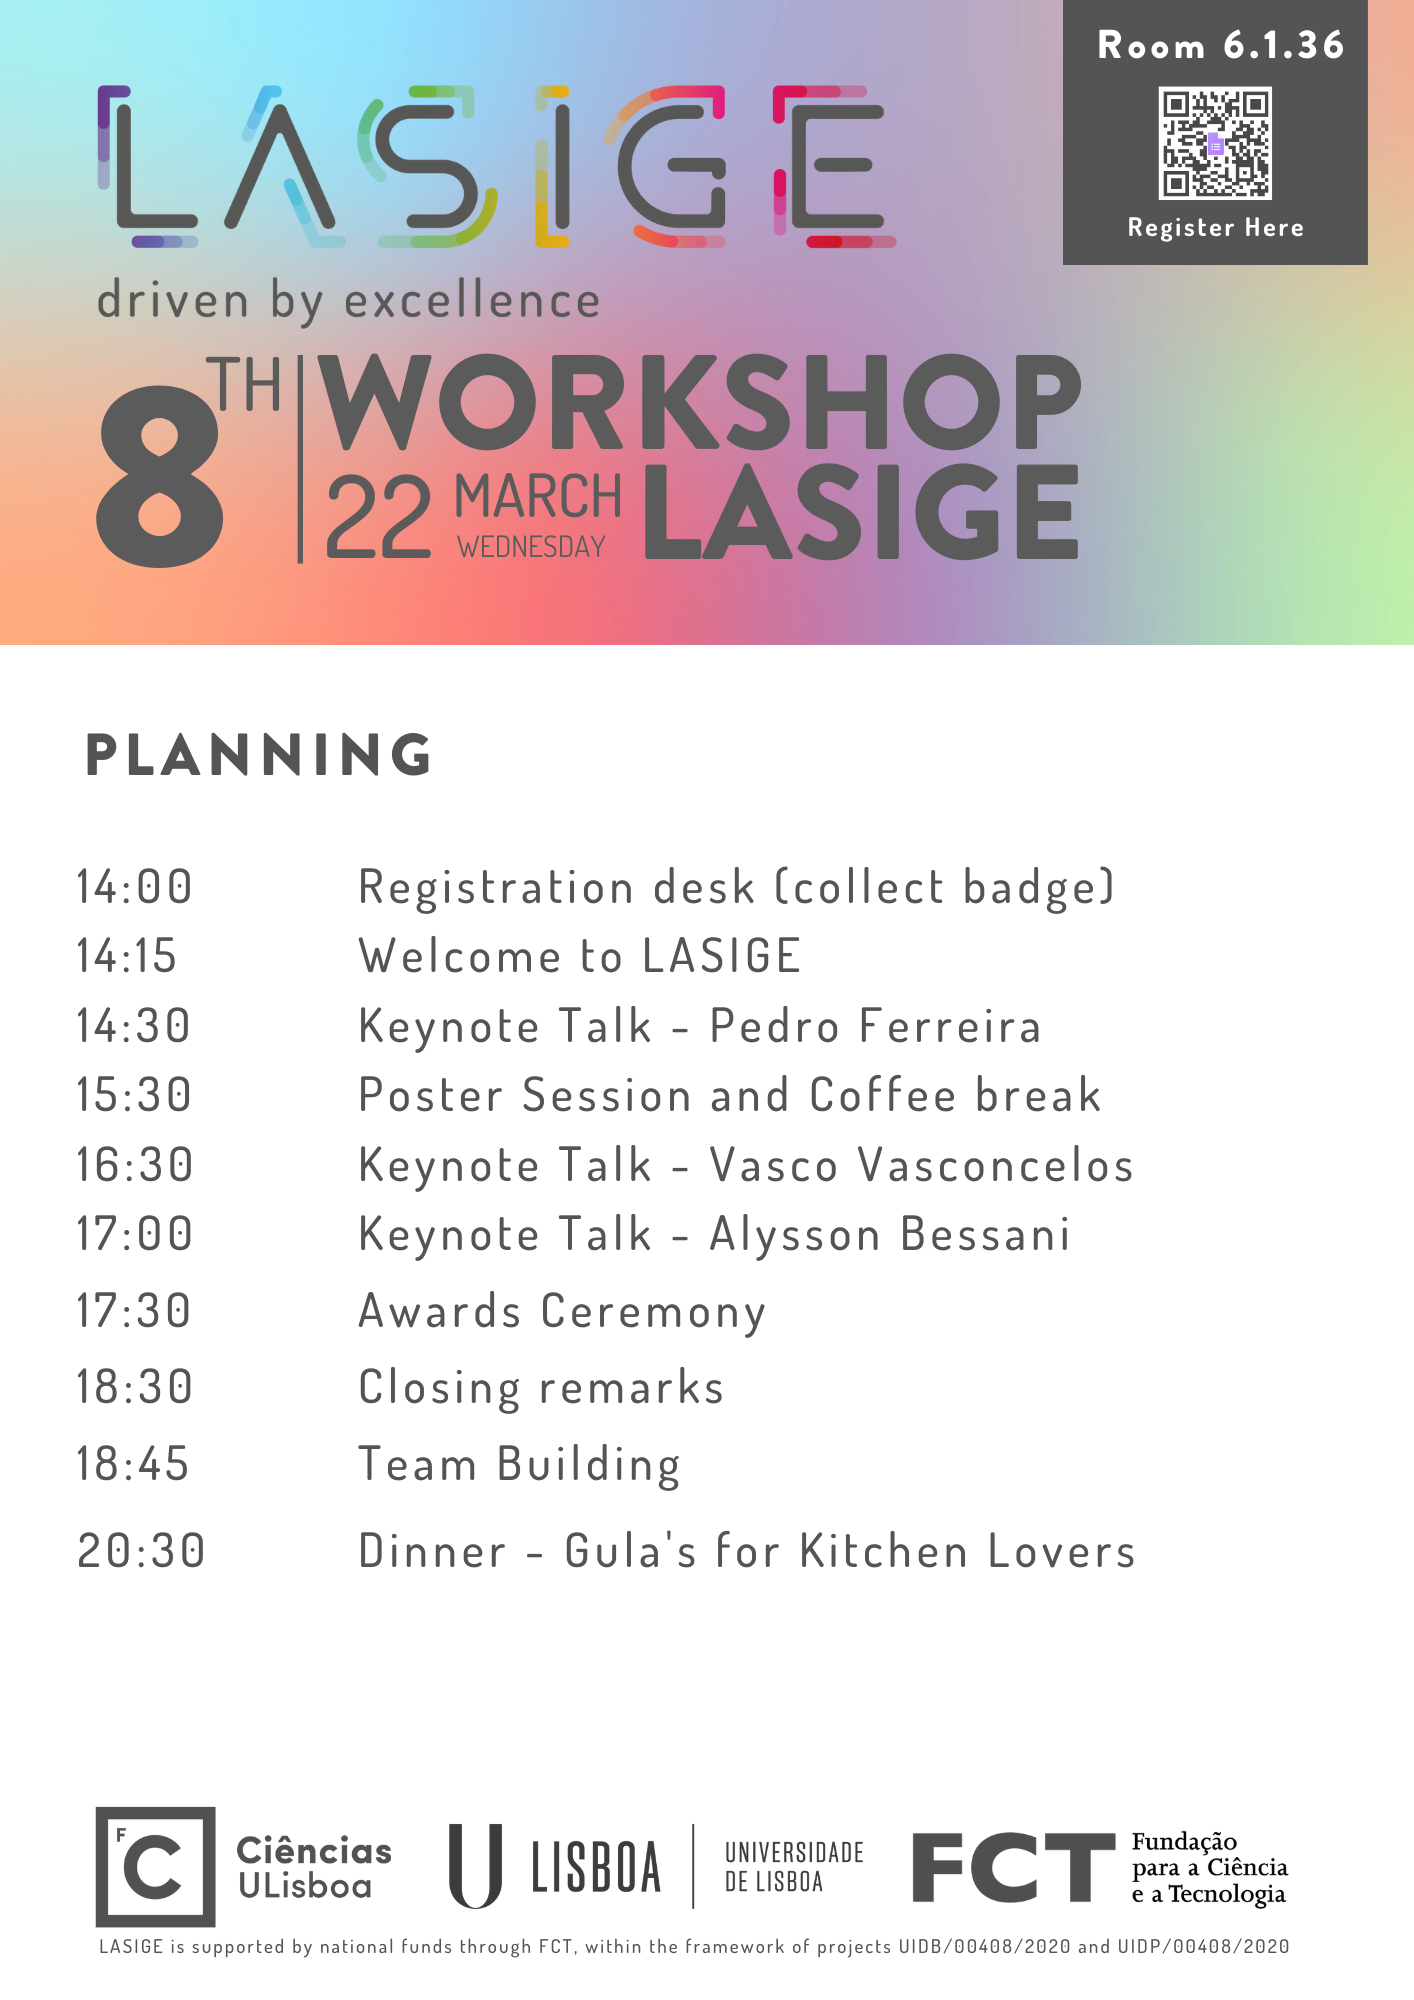 Room 6.1.36
Register Here
LASIGE
driven by excellence
8TH
WORKSHOP
22 MARCH
WEDNESDAY
LASIGE
PLANNING
14:00 Registration desk (collect badge)
14:15 Welcome to LASIGE
14:30 Keynote Talk - Pedro Ferreira
15:30 Poster Session and Coffee break
16:30 Keynote Talk - Vasco Vasconcelos
17:00 Keynote Talk - Alysson Bessani
17:30 Awards Ceremony
18:30 Closing remarks
18:45 Team Building
20:30 Dinner - Gula's for Kitchen Lovers
F C
Ciências
ULisboa
U LISBOA
UNIVERSIDADE
DE LISBOA
FCT
Fundação
para a Ciência
e a Tecnologia
LASIGE is supported by national funds through FCT, within the framework of projects UIDB/00408/2020 and UIDP/00408/2020